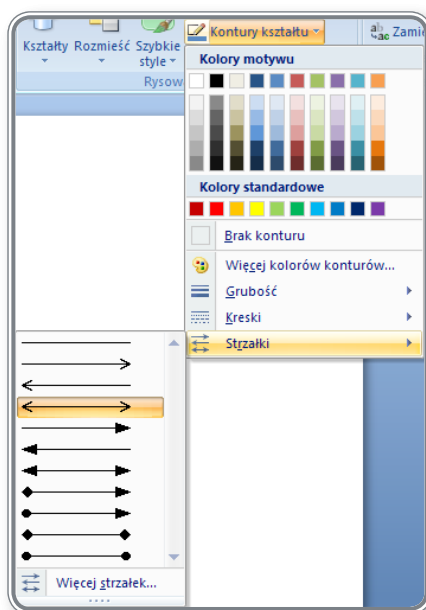 Kontury kształtu
Zamie
Kształty Rozmieść Szybkie
style
Rysow
Kolory motywu
Kolory standardowe
Brak konturu
Więcej kolorów konturów...
Grubość
Kreski
Strzałki
Więcej strzałek...